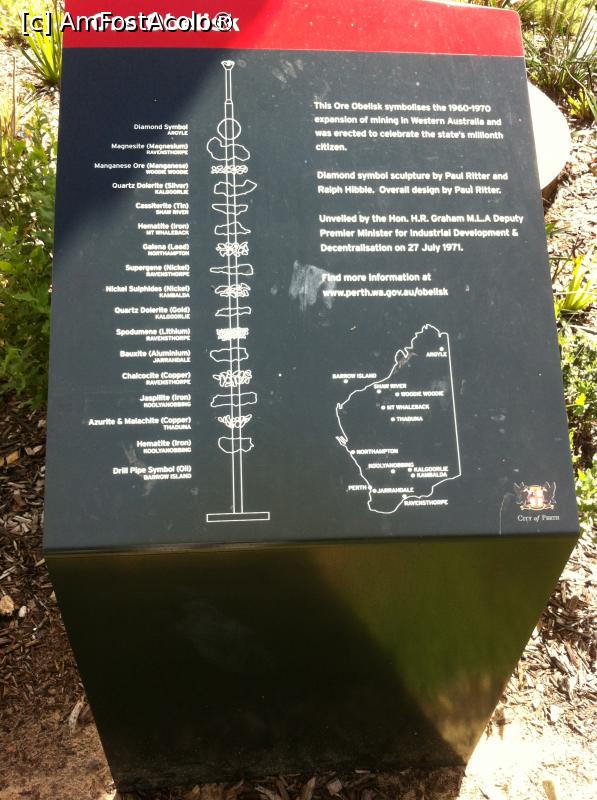 [c] AmFostAcolo®
Ore Obelisk
Diamond Symbol
ARGYLE
Magnesite (Magnesium)
RAVENSTHORPE
Manganese Ore (Manganese)
WOODIE WOODIE
Quartz Dolerite (Silver)
KALGOORLIE
Cassiterite (Tin)
SHAW RIVER
Hematite (Iron)
MT WHALEBACK
Galena (Lead)
NORTHAMPTON
Supergene (Nickel)
RAVENSTHORPE
Nickel Sulphides (Nickel)
KAMBALDA
Quartz Dolerite (Gold)
KALGOORLIE
Spodumene (Lithium)
RAVENSTHORPE
Bauxite (Aluminium)
JARRAHDALE
Chalcocite (Copper)
RAVENSTHORPE
Jaspilite (Iron)
KOOLYANOBBING
Azurite & Malachite (Copper)
THADUNA
Hematite (Iron)
KOOLYANOBBING
Drill Pipe Symbol (Oil)
BARROW ISLAND
This Ore Obelisk symbolises the 1960-1970
expansion of mining in Western Australia and
was erected to celebrate the state's millionth
citizen.
Diamond symbol sculpture by Paul Ritter and
Ralph Hibble. Overall design by Paul Ritter.
Unveiled by the Hon. H.R. Graham M.L.A Deputy
Premier Minister for Industrial Development &
Decentralisation on 27 July 1971.
Find more information at
www.perth.wa.gov.au/obelisk
ARGYLE
BARROW ISLAND
SHAW RIVER
WOODIE WOODIE
MT WHALEBACK
THADUNA
NORTHAMPTON
KOOLYANOBBING
KALGOORLIE
KAMBALDA
PERTH
JARRAHDALE
RAVENSTHORPE
CITY of PERTH